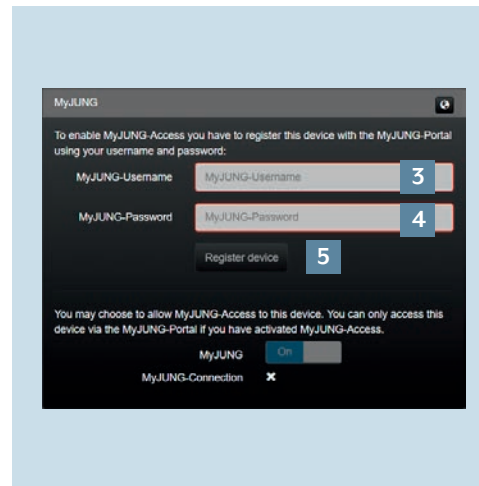 MyJUNG
To enable MyJUNG-Access you have to register this device with the MyJUNG-Portal
using your username and password:
MyJUNG-Username MyJUNG-Username 3
MyJUNG-Password MyJUNG-Password 4
Register device 5
You may choose to allow MyJUNG-Access to this device. You can only access this
device via the MyJUNG-Portal if you have activated MyJUNG-Access.
MyJUNG On
MyJUNG-Connection